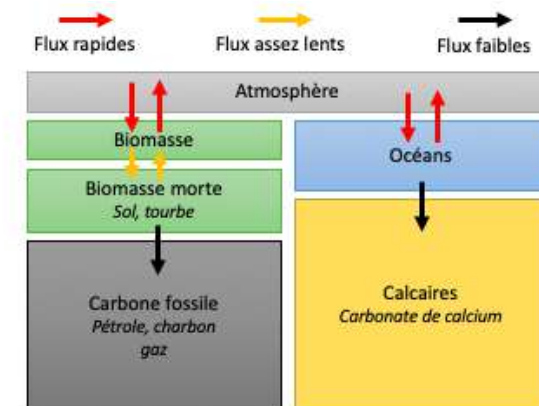 Flux rapides
Flux assez lents
Flux faibles
Atmosphère
Biomasse
Océans
Biomasse morte
Sol, tourbe
Carbone fossile
Pétrole, charbon
gaz
Calcaires
Carbonate de calcium